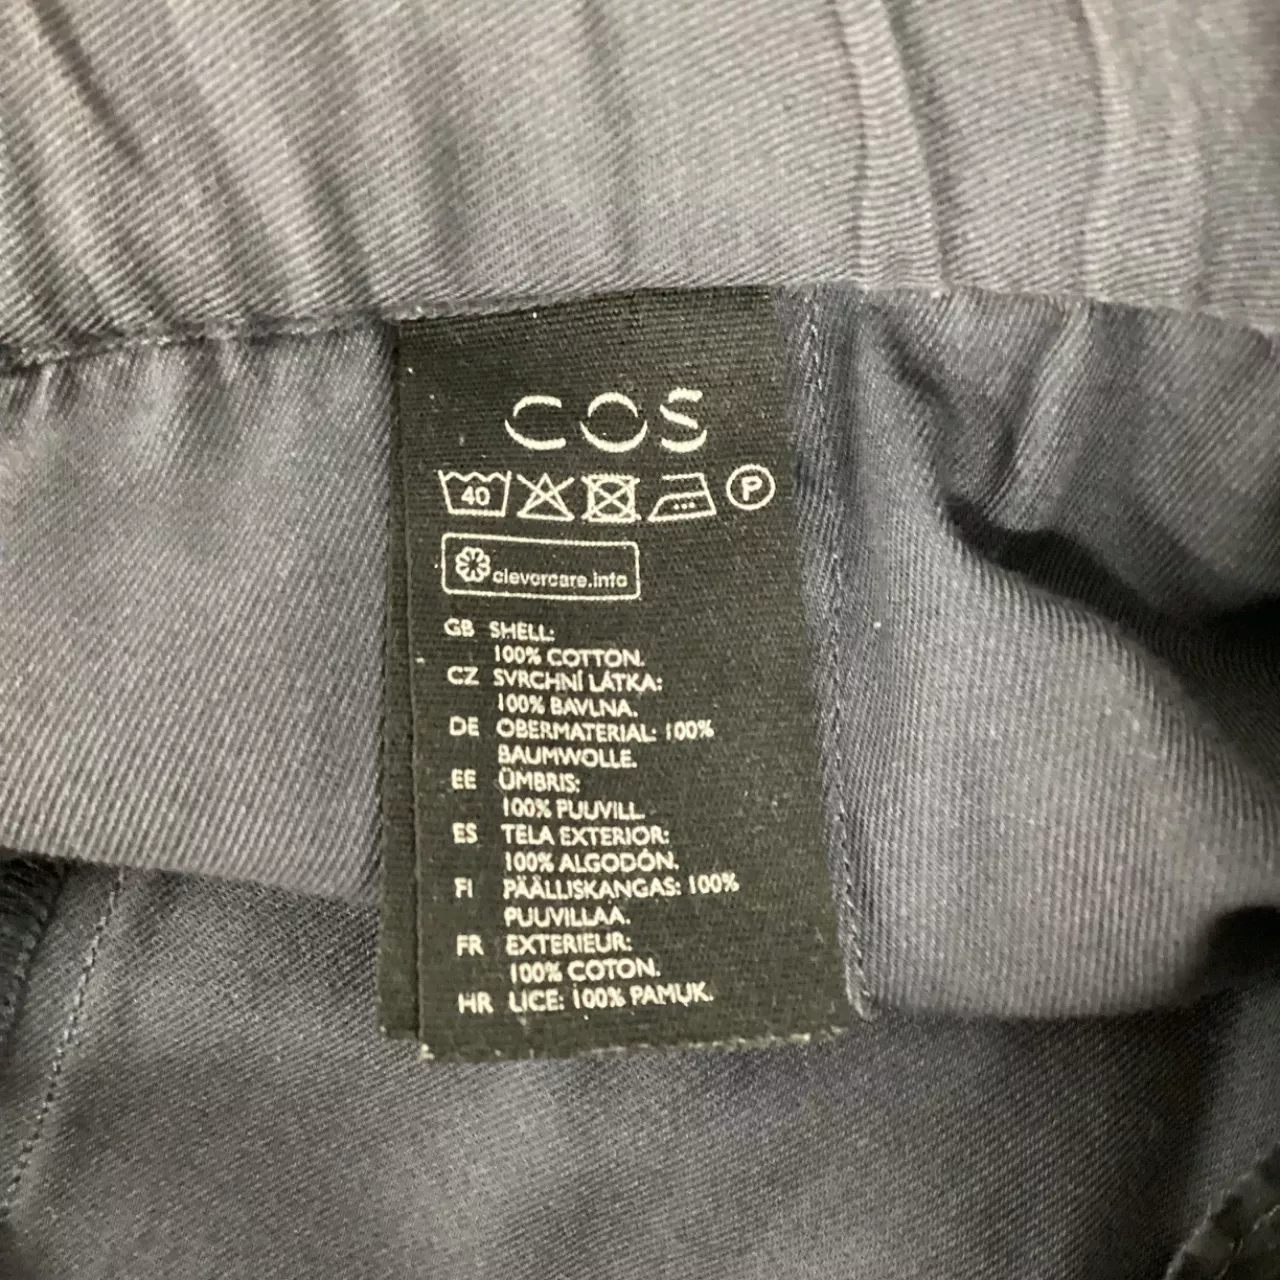 COS
40 P
clevercare.info
GB SHELL:
100% COTTON.
CZ SVRCHNÍ LÁTKA:
100% BAVLNA.
DE OBERMATERIAL: 100%
BAUMWOLLE.
EE ÜMBRIS:
100% PUUVILL.
ES TELA EXTERIOR:
100% ALGODÓN.
FI PÄÄLLISKANGAS: 100%
PUUVILLAA.
FR EXTERIEUR:
100% COTON.
HR LICE: 100% PAMUK.